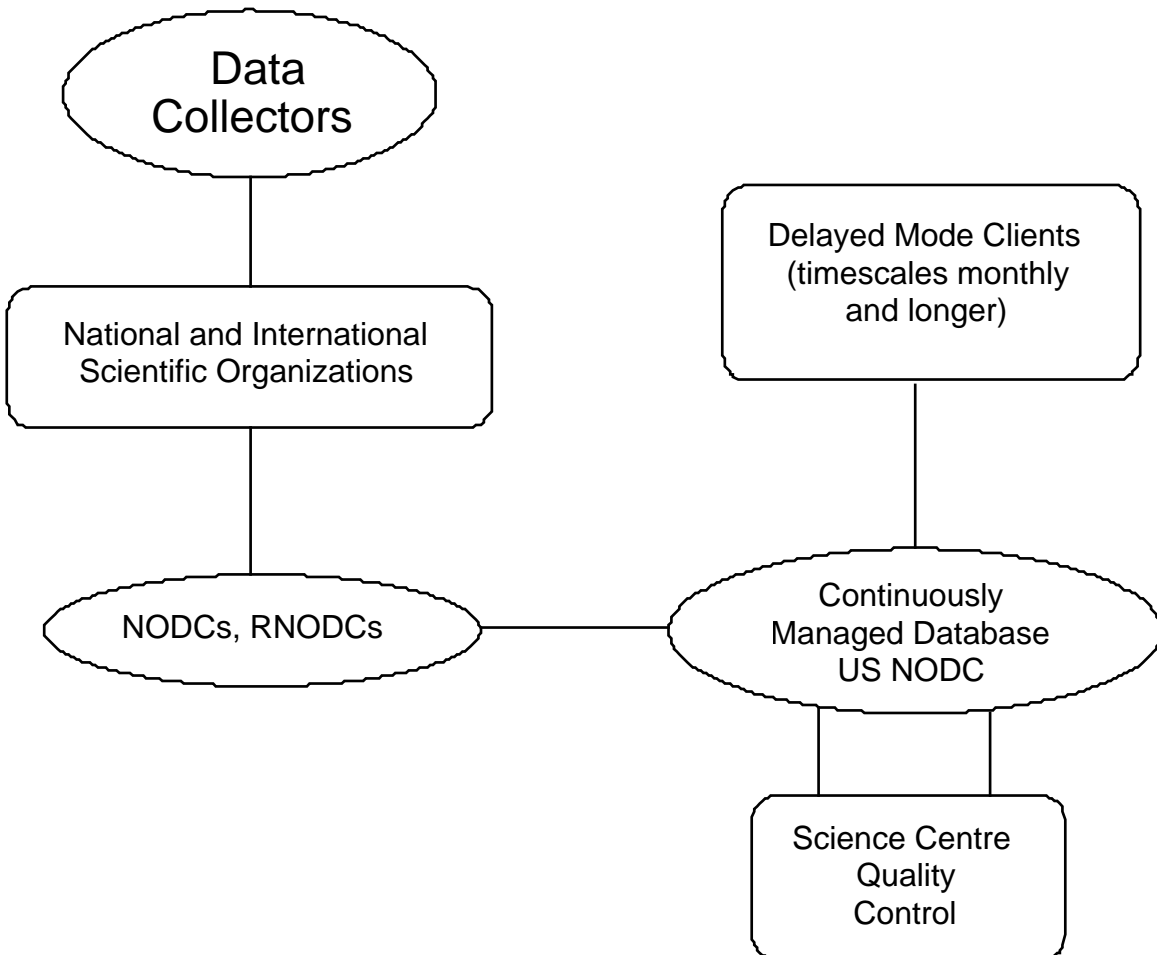 Data
Collectors
Delayed Mode Clients
(timescales monthly
and longer)
National and International
Scientific Organizations
NODCs, RNODCs
Continuously
Managed Database
US NODC
Science Centre
Quality
Control